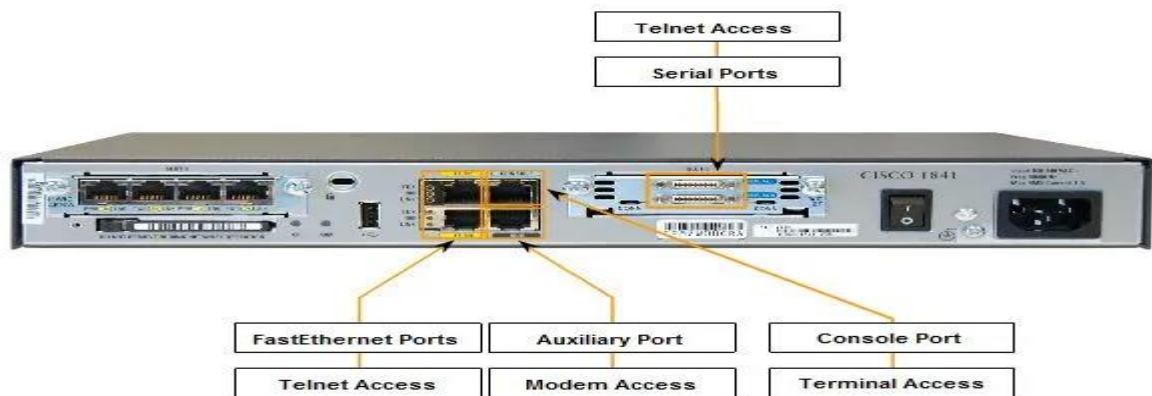 Telnet Access
Serial Ports
CISCO 1841
FastEthernet Ports
Auxiliary Port
Console Port
Telnet Access
Modem Access
Terminal Access